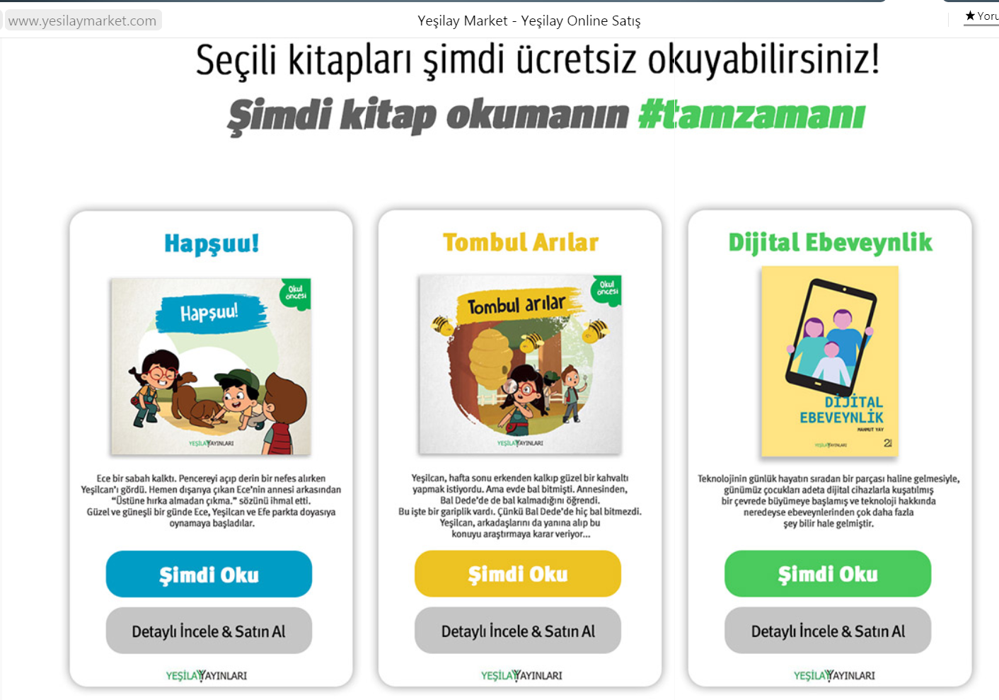 www.yesilaymarket.com
Yeşilay Market - Yeşilay Online Satış
★ Yoru
Seçili kitapları şimdi ücretsiz okuyabilirsiniz!
Şimdi kitap okumanın #tamzamanı
Hapşuu!
Okul
öncesi
Hapşuu!
YEŞİLAY YAYINLARI
Ece bir sabah kalktı. Pencereyi açıp derin bir nefes alırken
Yeşilcan’ı gördü. Hemen dışarıya çıkan Ece’nin annesi arkasından
“Üstüne hırka almadan çıkma.” sözünü ihmal etti.
Güzel ve güneşli bir günde Ece, Yeşilcan ve Efe parkta doyasıya
oynamaya başladılar.
Şimdi Oku
Detaylı İncele & Satın Al
YEŞİLAY YAYINLARI
Tombul Arılar
Okul
öncesi
Tombul arılar
YEŞİLAY YAYINLARI
Yeşilcan, hafta sonu erkenden kalkıp güzel bir kahvaltı
yapmak istiyordu. Ama evde bal bitmişti. Annesinden,
Bal Dede’de de bal kalmadığını öğrendi.
Bu işte bir gariplik vardı. Çünkü Bal Dede’de hiç bal bitmezdi.
Yeşilcan, arkadaşlarını da yanına alıp bu
konuyu araştırmaya karar veriyor...
Şimdi Oku
Detaylı İncele & Satın Al
YEŞİLAY YAYINLARI
Dijital Ebeveynlik
DİJİTAL
EBEVEYNLİK
MAHMUT YAY
YEŞİLAY YAYINLARI
Teknolojinin günlük hayatın sıradan bir parçası haline gelmesiyle,
günümüz çocukları adeta dijital cihazlarla kuşatılmış
bir çevrede büyümeye başlamış ve teknoloji hakkında
neredeyse ebeveynlerinden çok daha fazla
şey bilir hale gelmiştir.
Şimdi Oku
Detaylı İncele & Satın Al
YEŞİLAY YAYINLARI